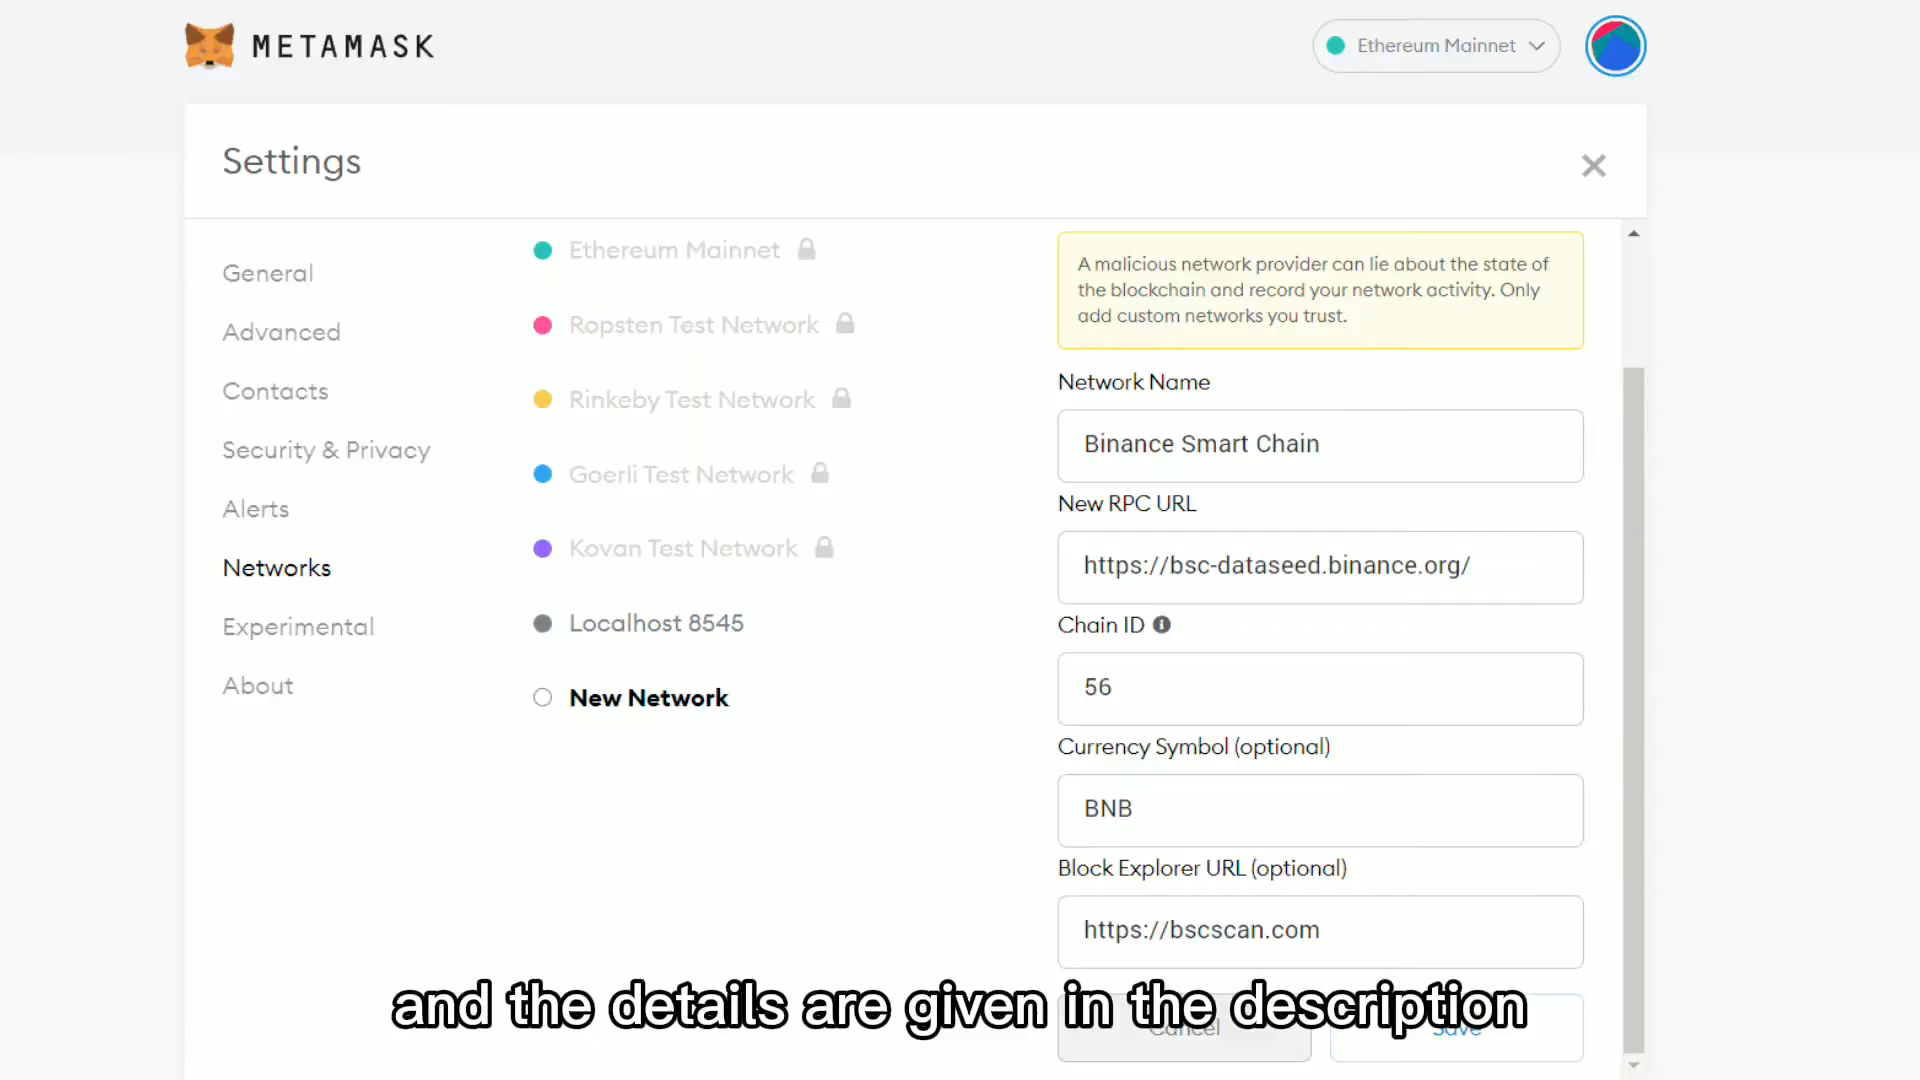 METAMASK
Ethereum Mainnet
Settings
General
Advanced
Contacts
Security & Privacy
Alerts
Networks
Experimental
About
Ethereum Mainnet
Ropsten Test Network
Rinkeby Test Network
Goerli Test Network
Kovan Test Network
Localhost 8545
New Network
A malicious network provider can lie about the state of
the blockchain and record your network activity. Only
add custom networks you trust.
Network Name
Binance Smart Chain
New RPC URL
https://bsc-dataseed.binance.org/
Chain ID
56
Currency Symbol (optional)
BNB
Block Explorer URL (optional)
https://bscscan.com
Cancel
Save
and the details are given in the description